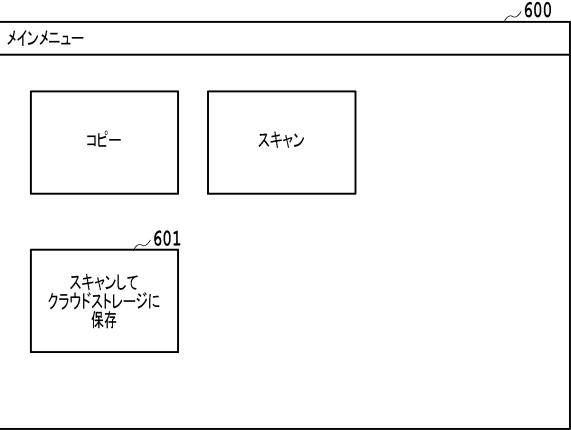 600
メインメニュー
コピー
スキャン
601
スキャンして
クラウドストレージに
保存